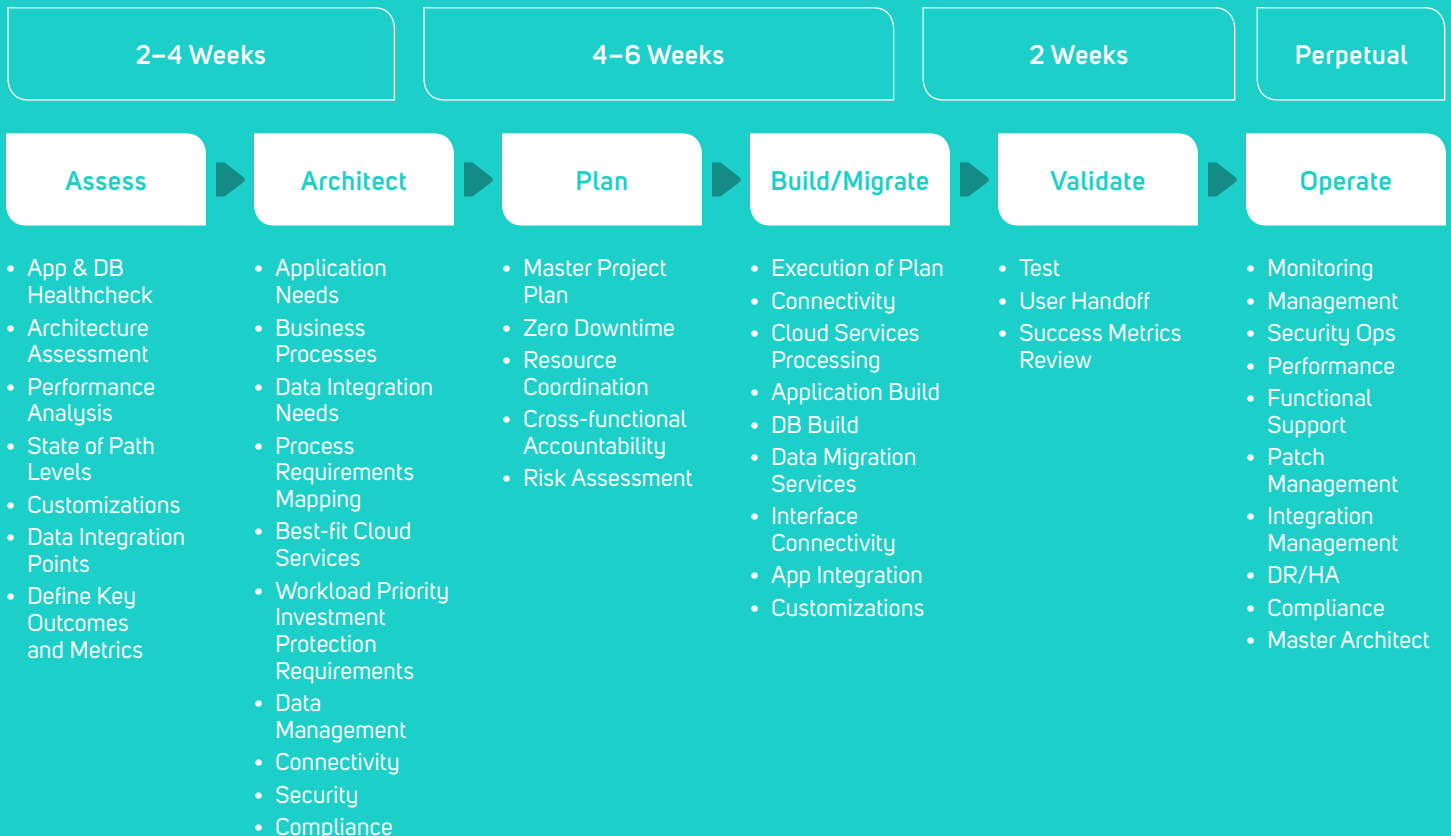 2–4 Weeks
4–6 Weeks
2 Weeks
Perpetual
Assess
Architect
Plan
Build/Migrate
Validate
Operate
• App & DB
Healthcheck
• Architecture
Assessment
• Performance
Analysis
• State of Path
Levels
• Customizations
• Data Integration
Points
• Define Key
Outcomes
and Metrics
• Application
Needs
• Business
Processes
• Data Integration
Needs
• Process
Requirements
Mapping
• Best-fit Cloud
Services
• Workload Priority
Investment
Protection
Requirements
• Data
Management
• Connectivity
• Security
• Compliance
• Master Project
Plan
• Zero Downtime
• Resource
Coordination
• Cross-functional
Accountability
• Risk Assessment
• Execution of Plan
• Connectivity
• Cloud Services
Processing
• Application Build
• DB Build
• Data Migration
Services
• Interface
Connectivity
• App Integration
• Customizations
• Test
• User Handoff
• Success Metrics
Review
• Monitoring
• Management
• Security Ops
• Performance
• Functional
Support
• Patch
Management
• Integration
Management
• DR/HA
• Compliance
• Master Architect